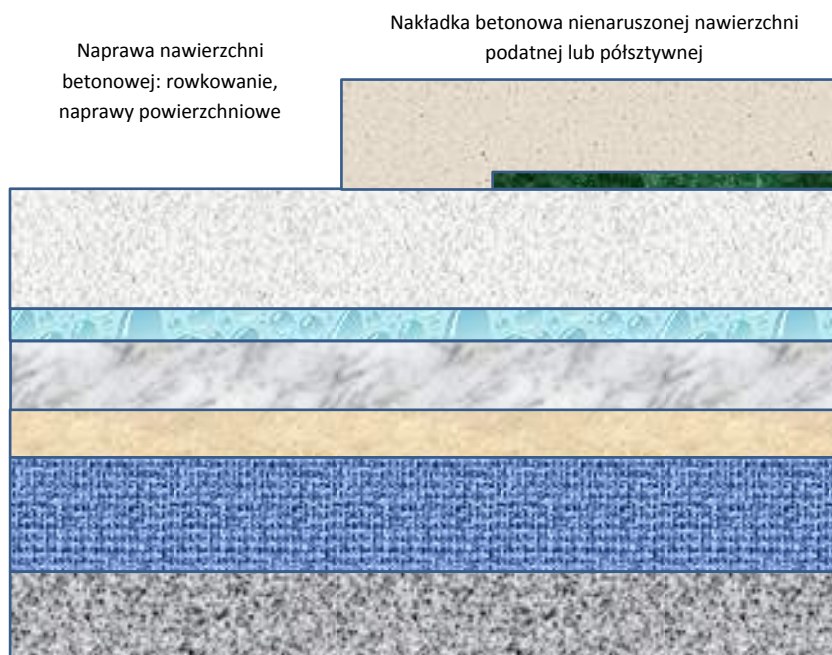 Naprawa nawierzchni
betonowej: rowkowanie,
naprawy powierzchniowe
Nakładka betonowa nienaruszonej nawierzchni
podatnej lub półsztywnej